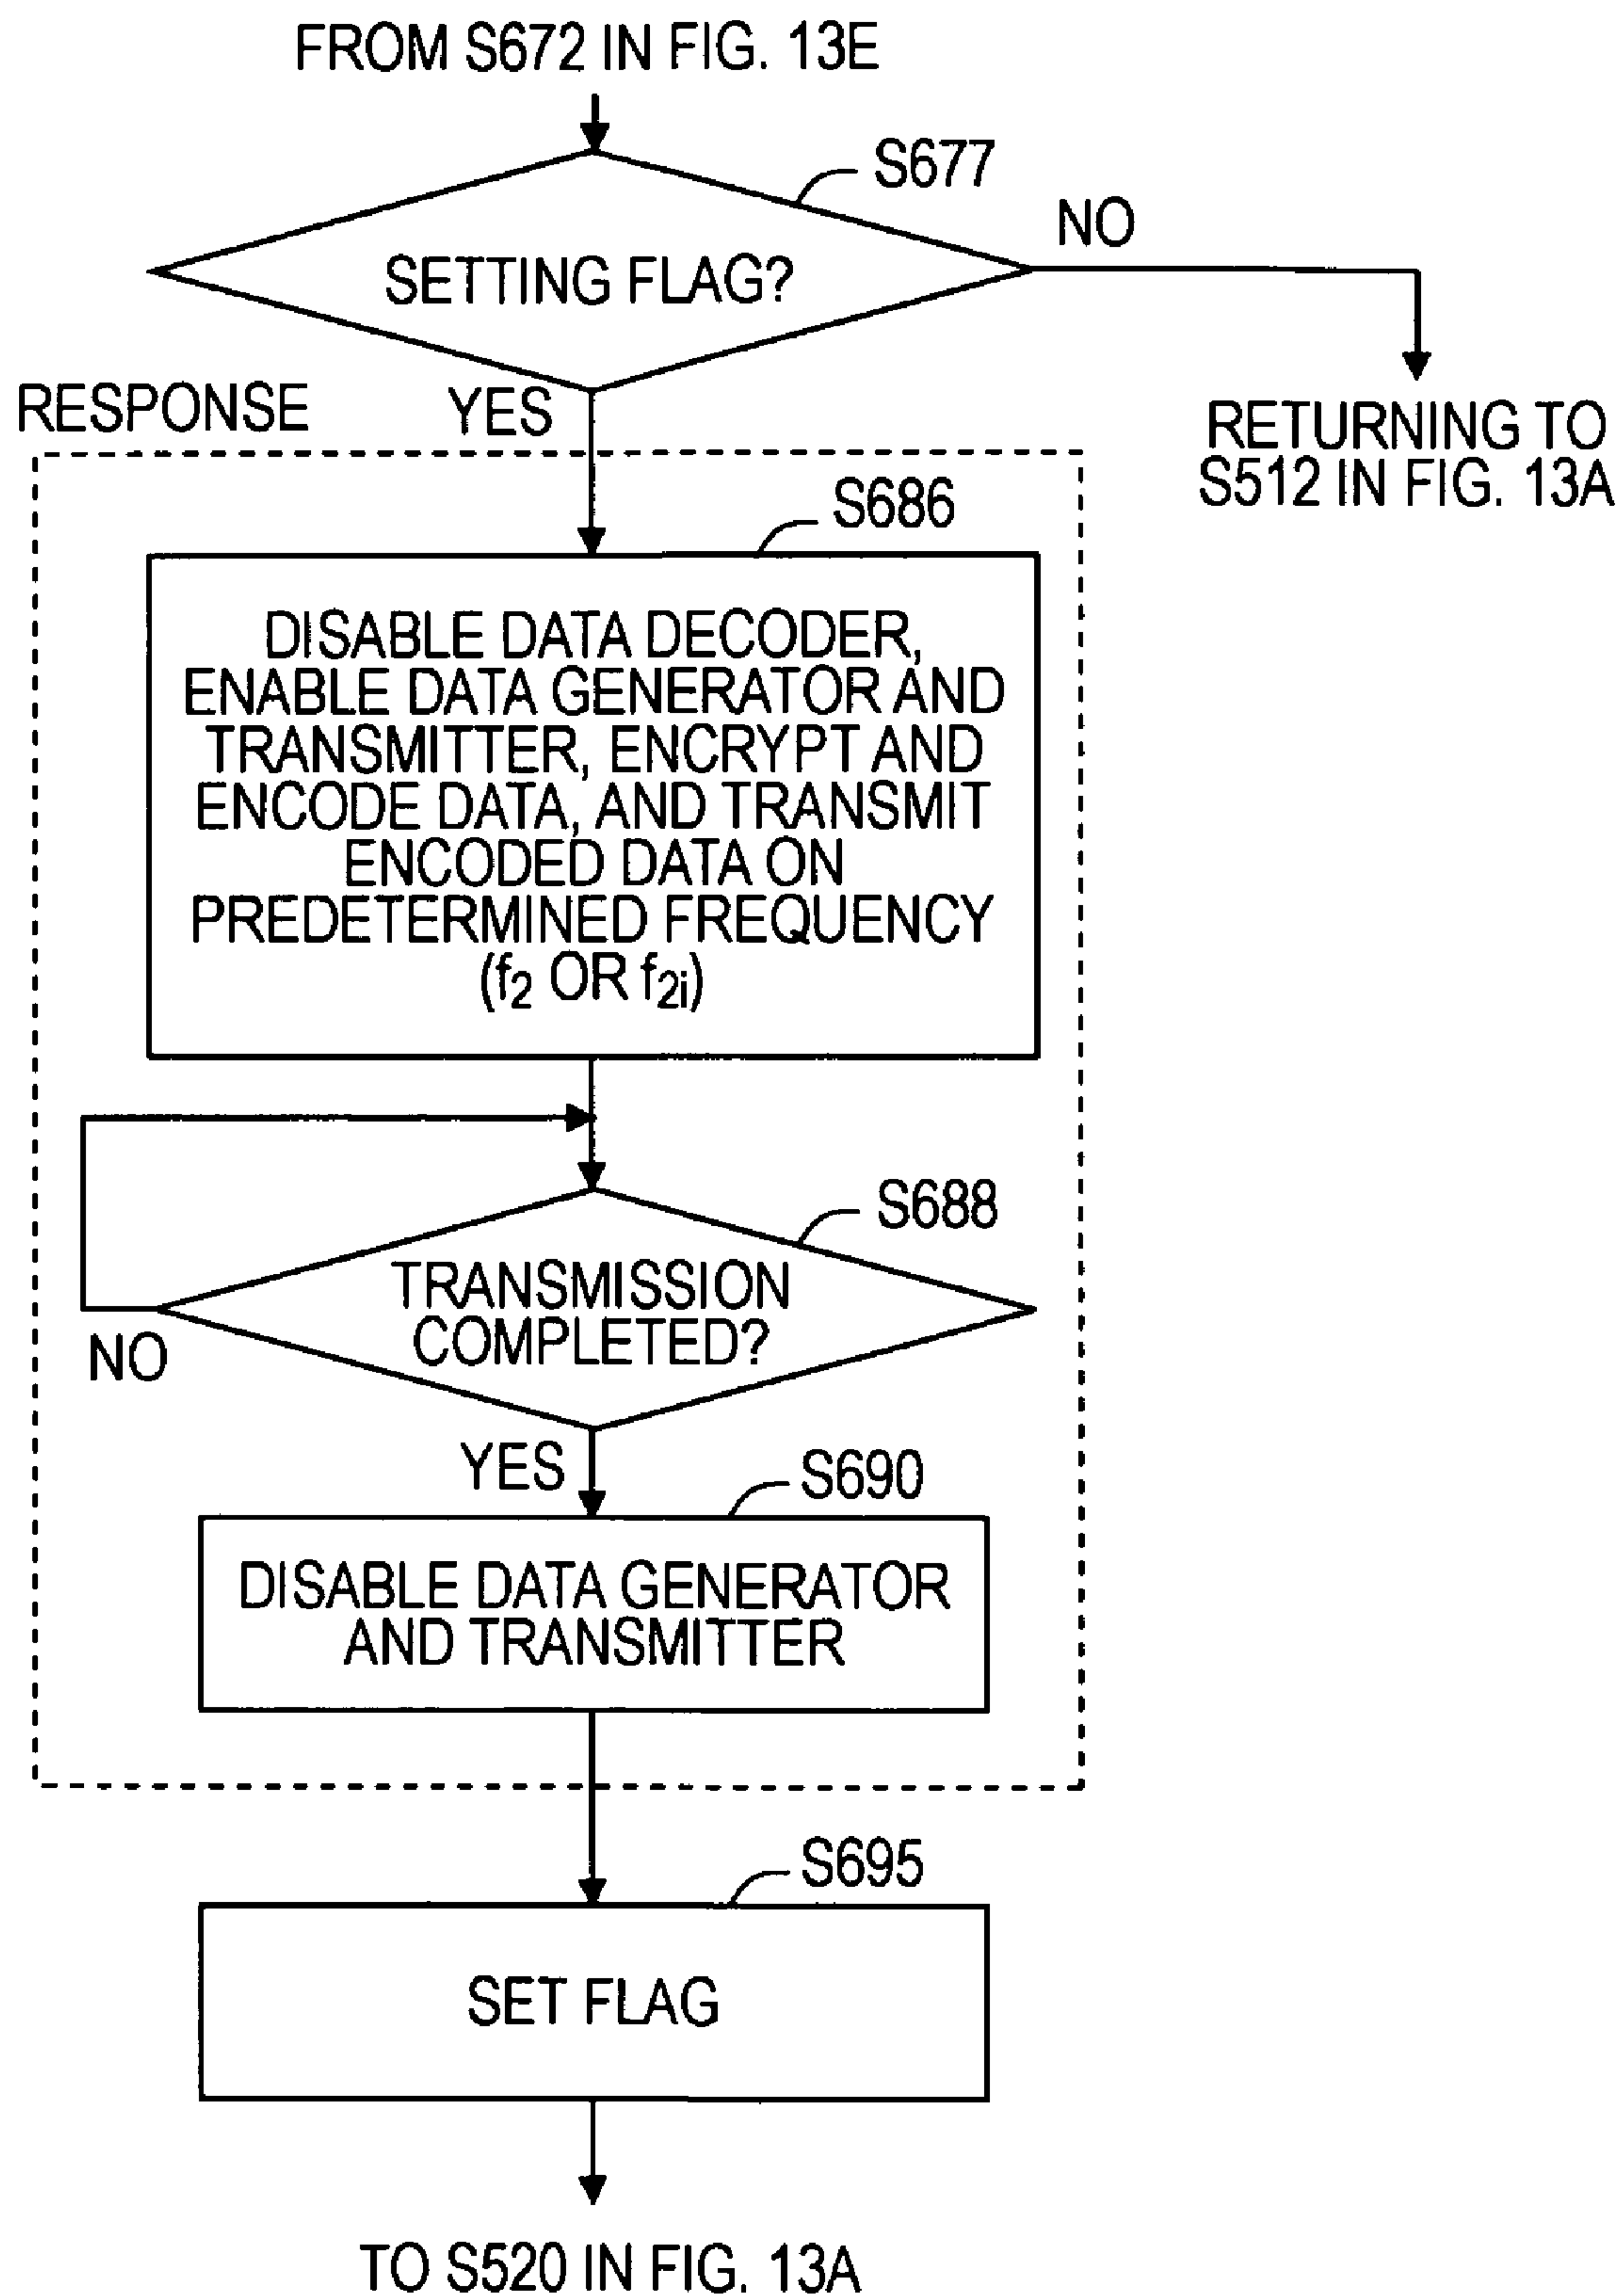 FROM S672 IN FIG. 13E
S677
NO
SETTING FLAG?
RESPONSE
YES
RETURNING TO
S512 IN FIG. 13A
S686
DISABLE DATA DECODER,
ENABLE DATA GENERATOR AND
TRANSMITTER, ENCRYPT AND
ENCODE DATA, AND TRANSMIT
ENCODED DATA ON
PREDETERMINED FREQUENCY
(f2 OR f2i)
S688
TRANSMISSION
COMPLETED?
NO
YES
S690
DISABLE DATA GENERATOR
AND TRANSMITTER
S695
SET FLAG
TO S520 IN FIG. 13A